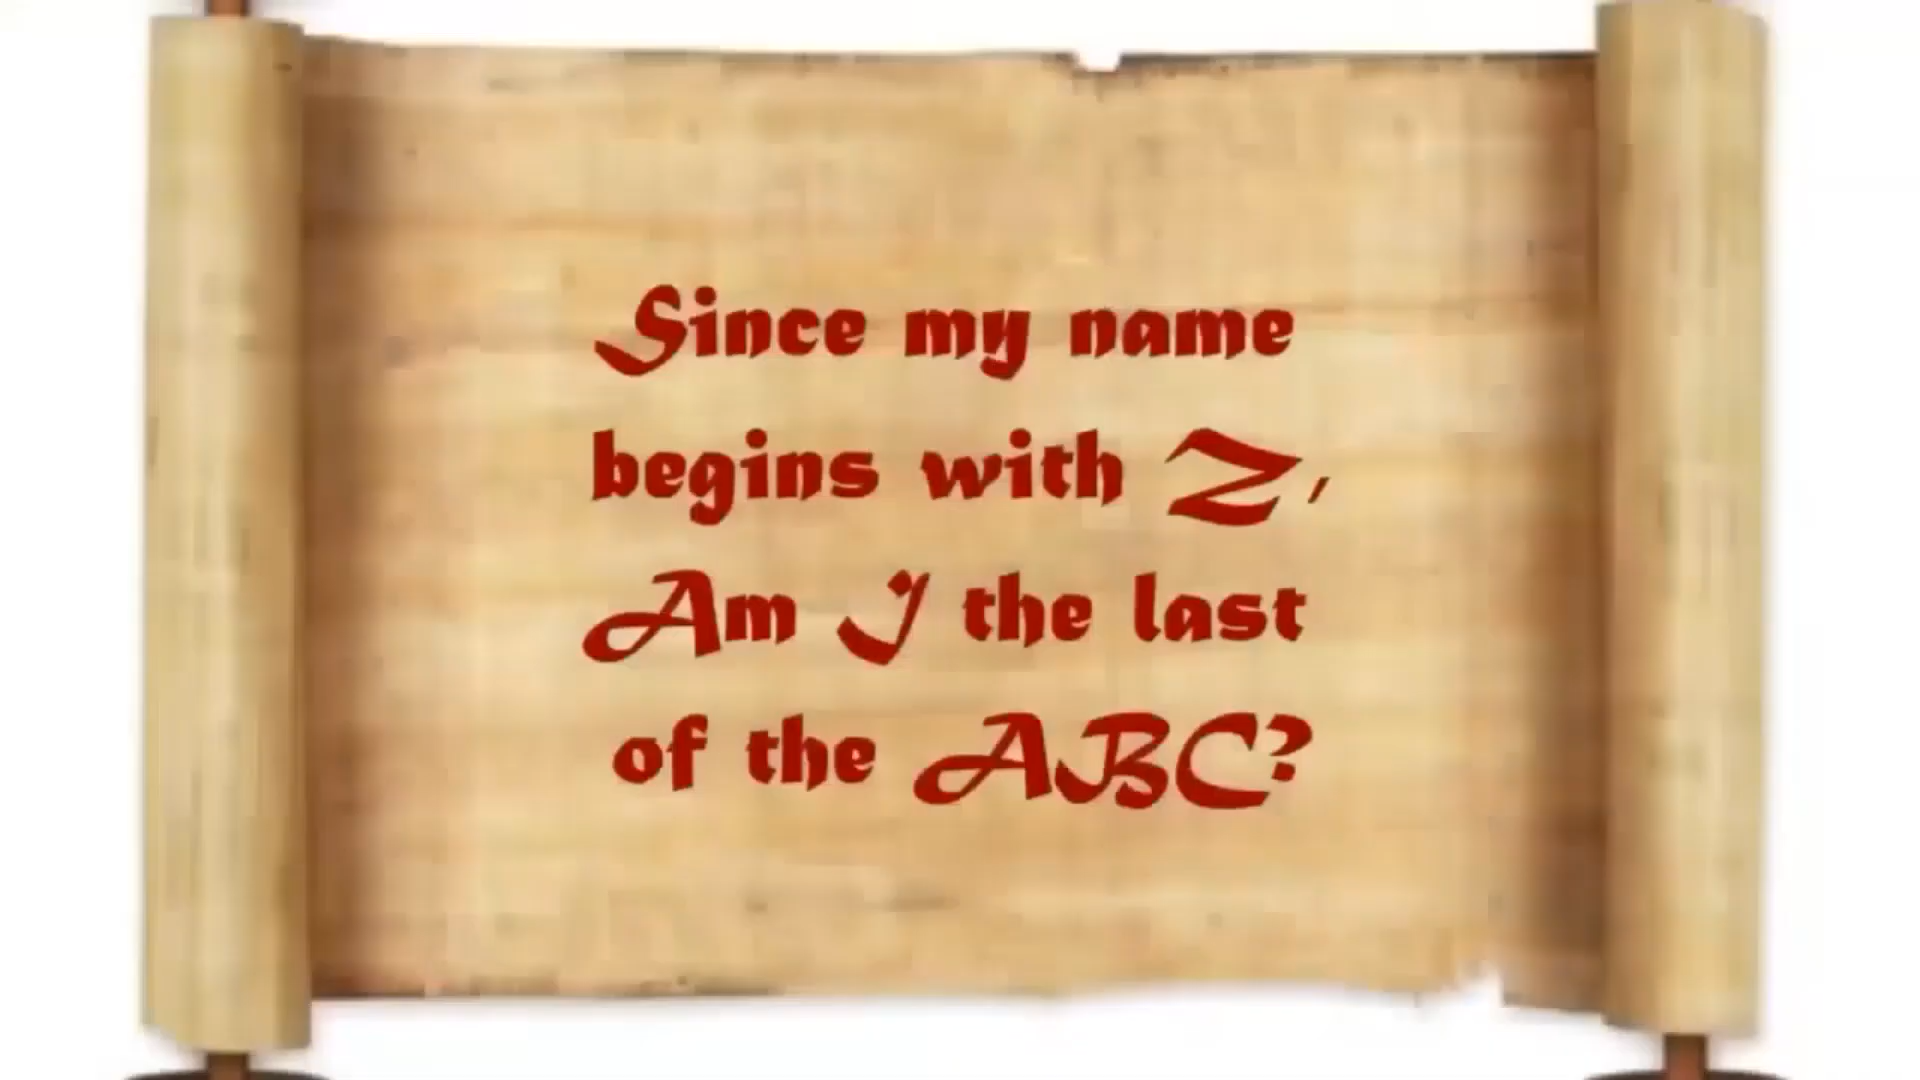 Since my name
begins with Z,
Am I the last
of the ABC?